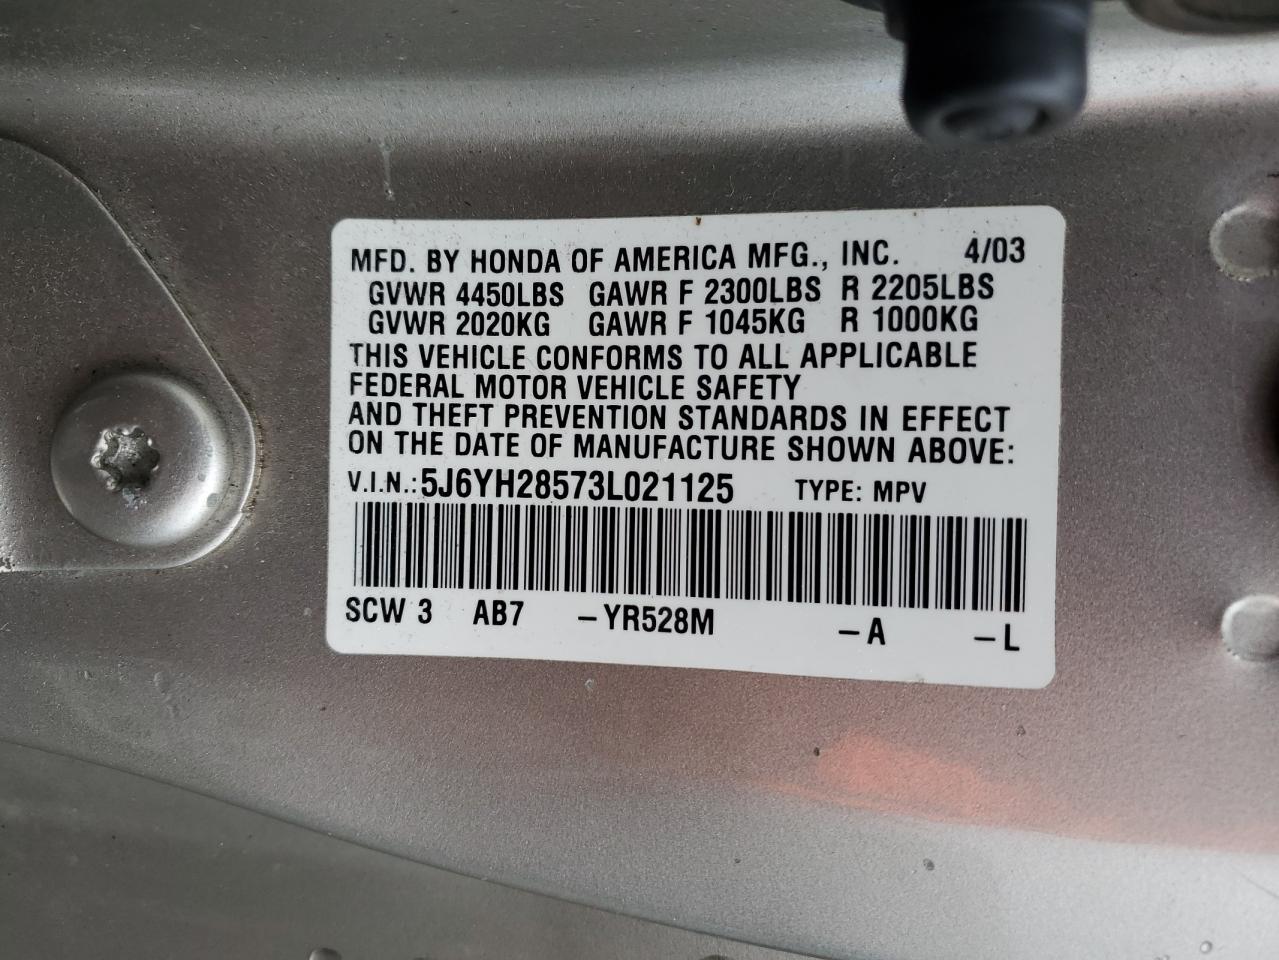 MFD. BY HONDA OF AMERICA MFG., INC. 4/03
GVWR 4450LBS GAWR F 2300LBS R 2205LBS
GVWR 2020KG GAWR F 1045KG R 1000KG
THIS VEHICLE CONFORMS TO ALL APPLICABLE
FEDERAL MOTOR VEHICLE SAFETY
AND THEFT PREVENTION STANDARDS IN EFFECT
ON THE DATE OF MANUFACTURE SHOWN ABOVE:
V.I.N.: 5J6YH28573L021125 TYPE: MPV
SCW 3 AB7 -YR528M -A -L